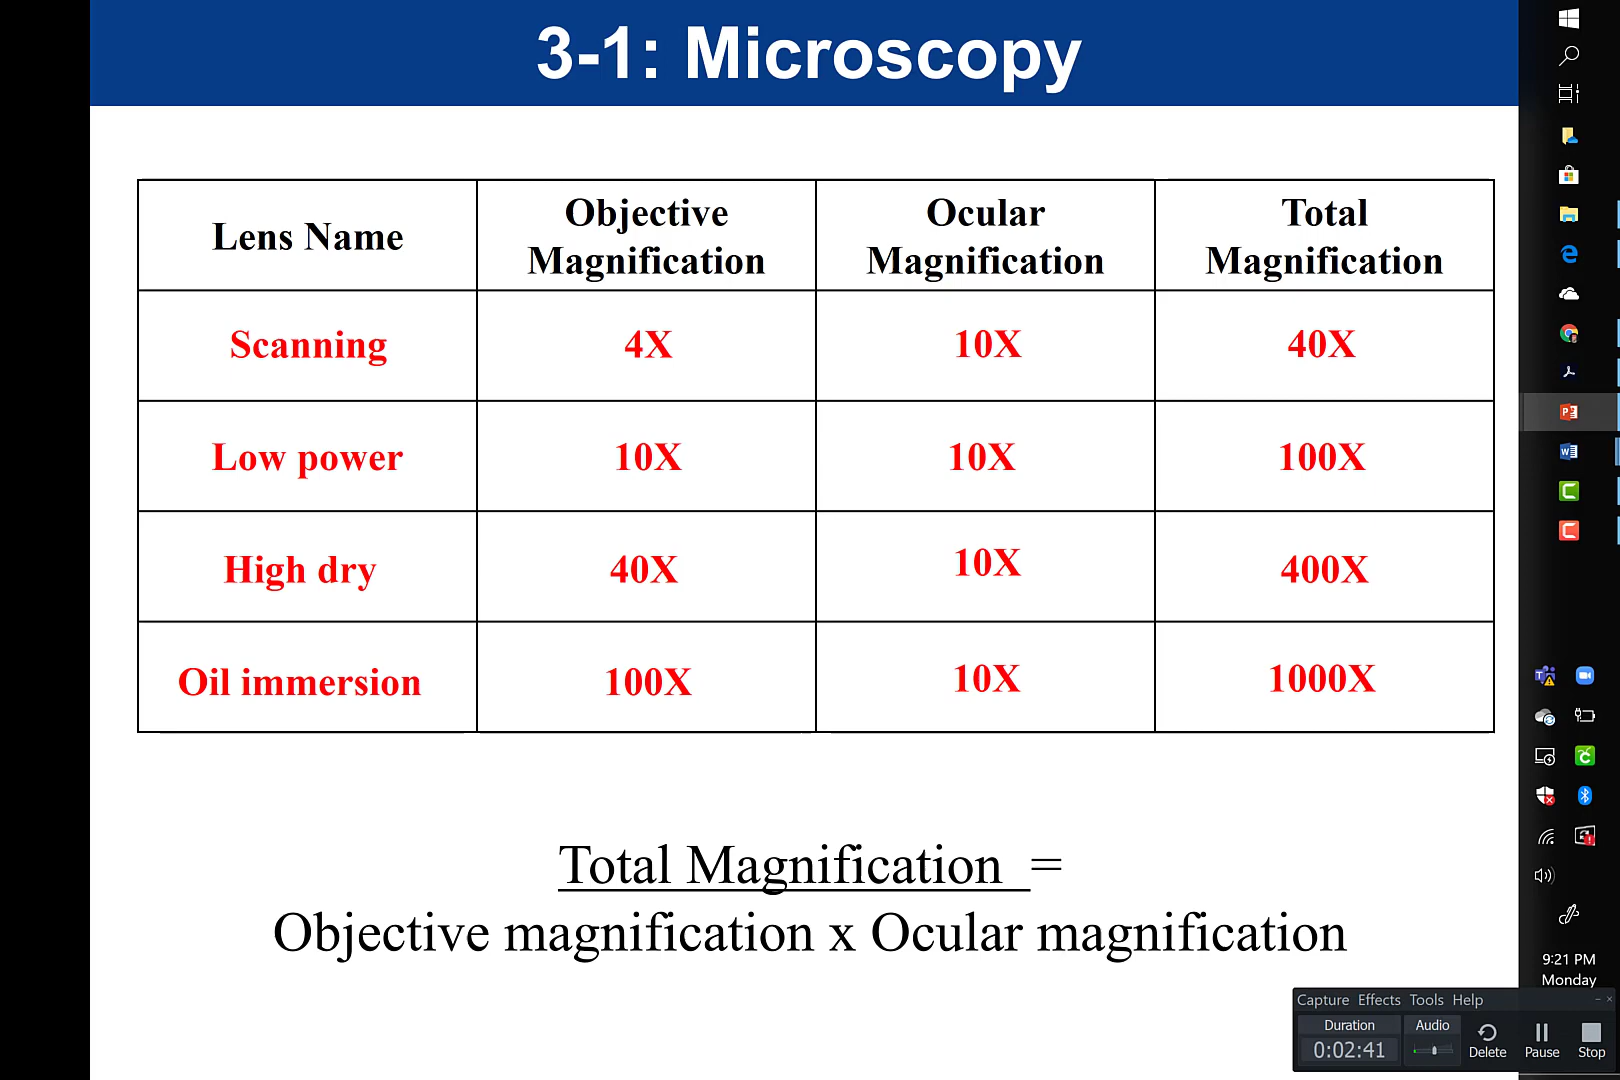 3-1: Microscopy
Lens Name
Objective
Magnification
Ocular
Magnification
Total
Magnification
Scanning
4X
10X
40X
Low power
10X
10X
100X
High dry
40X
10X
400X
Oil immersion
100X
10X
1000X
Total Magnification =
Objective magnification x Ocular magnification
9:21 PM
Monday
Capture Effects Tools Help
Duration
Audio
0:02:41
Delete
Pause
Stop